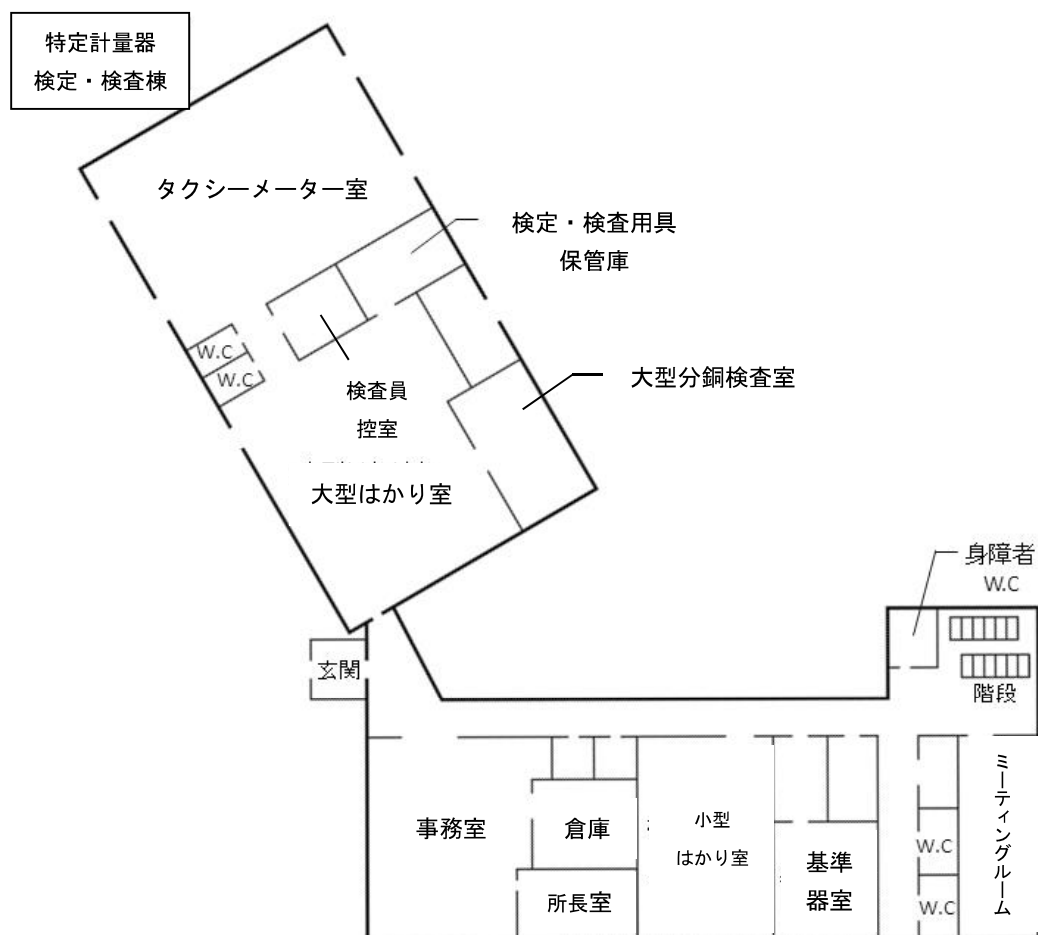 特定計量器
検定・検査棟
タクシーメーター室
検定・検査用具
保管庫
W.C
W.C
検査員
控室
大型分銅検査室
大型はかり室
身障者
W.C
階段
玄関
事務室
倉庫
所長室
小型
はかり室
基準
器室
W.C
W.C
ミーティングルーム